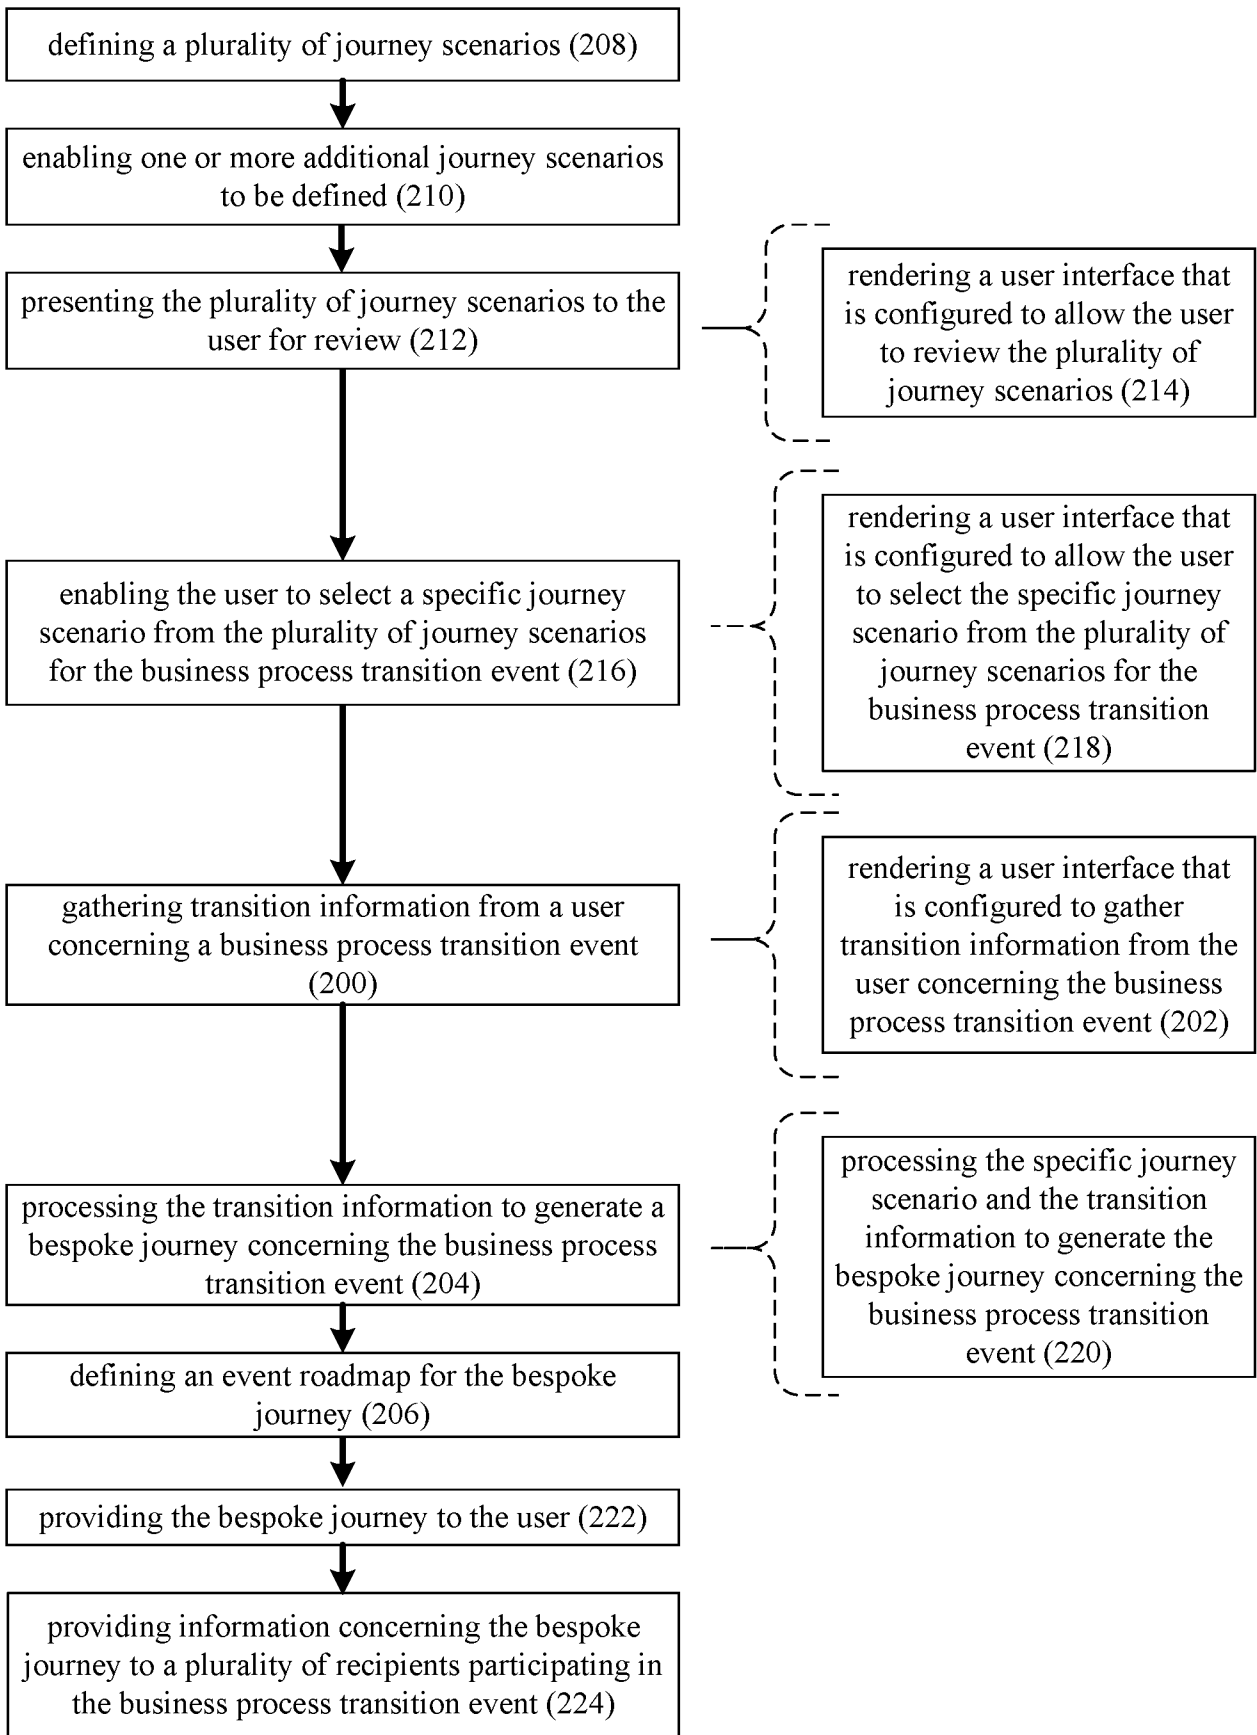 defining a plurality of journey scenarios (208)
enabling one or more additional journey scenarios
to be defined (210)
presenting the plurality of journey scenarios to the
user for review (212)
rendering a user interface that
is configured to allow the user
to review the plurality of
journey scenarios (214)
enabling the user to select a specific journey
scenario from the plurality of journey scenarios
for the business process transition event (216)
rendering a user interface that
is configured to allow the user
to select the specific journey
scenario from the plurality of
journey scenarios for the
business process transition
event (218)
gathering transition information from a user
concerning a business process transition event
(200)
rendering a user interface that
is configured to gather
transition information from the
user concerning the business
process transition event (202)
processing the transition information to generate a
bespoke journey concerning the business process
transition event (204)
processing the specific journey
scenario and the transition
information to generate the
bespoke journey concerning the
business process transition
event (220)
defining an event roadmap for the bespoke
journey (206)
providing the bespoke journey to the user (222)
providing information concerning the bespoke
journey to a plurality of recipients participating in
the business process transition event (224)